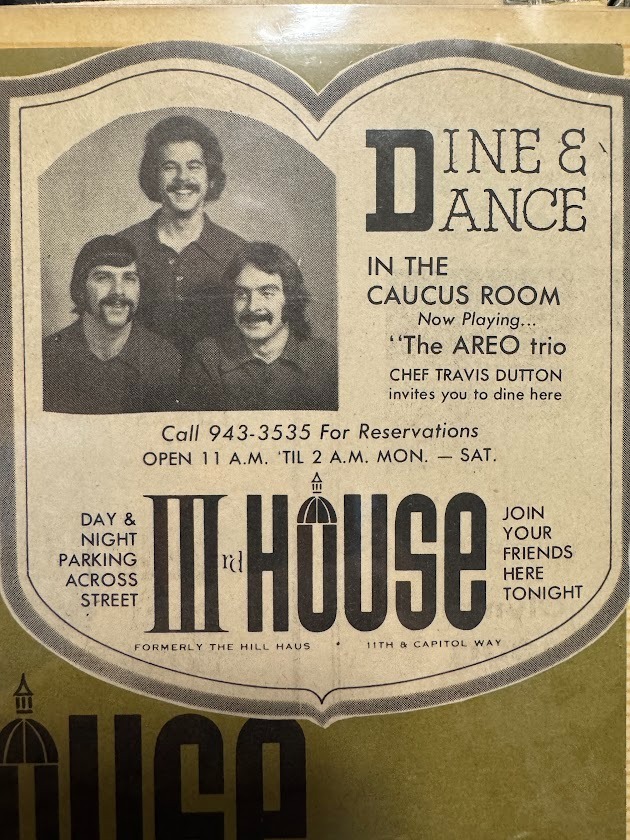 DINE &
DANCE
IN THE
CAUCUS ROOM
Now Playing...
"The AREO trio
CHEF TRAVIS DUTTON
invites you to dine here
Call 943-3535 For Reservations
OPEN 11 A.M. 'TIL 2 A.M. MON. — SAT.
DAY &
NIGHT
PARKING
ACROSS
STREET
IIIrd HOUSE
JOIN
YOUR
FRIENDS
HERE
TONIGHT
FORMERLY THE HILL HAUS • 11TH & CAPITOL WAY
OUSE